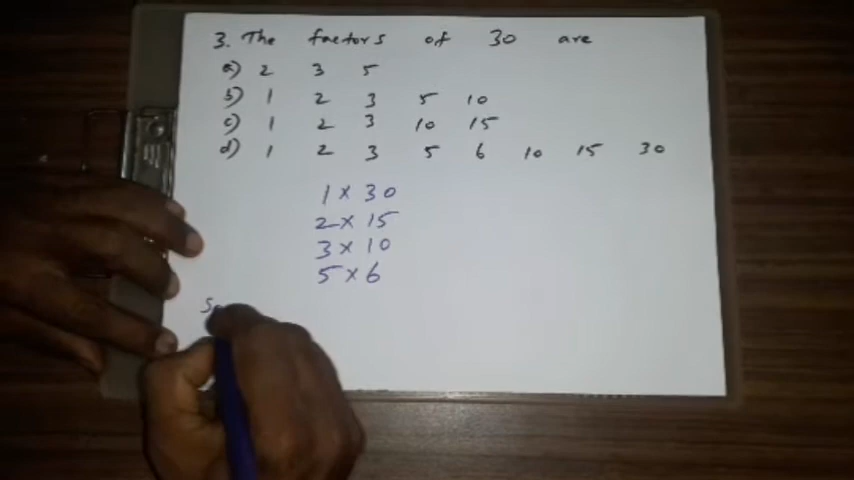 3. The factors of 30 are
a) 2 3 5
b) 1 2 3 5 10
c) 1 2 3 10 15
d) 1 2 3 5 6 10 15 30
1 x 30
2 x 15
3 x 10
5 x 6